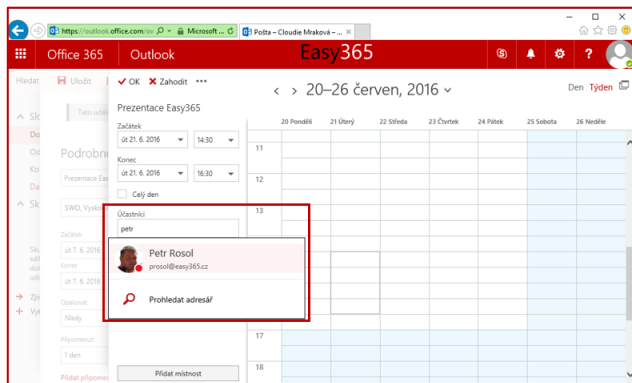 https://outlook.office.com/ow
Microsoft ...
Pošta – Cloudie Mraková – ...
Office 365
Outlook
Easy365
Hledat
Uložit
OK
Zahodit
20–26 červen, 2016
Den
Týden
Prezentace Easy365
Začátek
út 21. 6. 2016
14:30
Konec
út 21. 6. 2016
16:30
Celý den
Účastníci
petr
Petr Rosol
prosol@easy365.cz
Prohledat adresář
Přidat místnost
20 Pondělí
21 Úterý
22 Středa
23 Čtvrtek
24 Pátek
25 Sobota
26 Neděle
11
12
13
17
18
Tato udál
Podrobn
Prezentace Eas
SWO, Vyskov
Začátek
út 7. 6. 2016
Konec
út 7. 6. 2016
Opakovat
Nikdy
Připomenutí
1 den
Přidat připomen